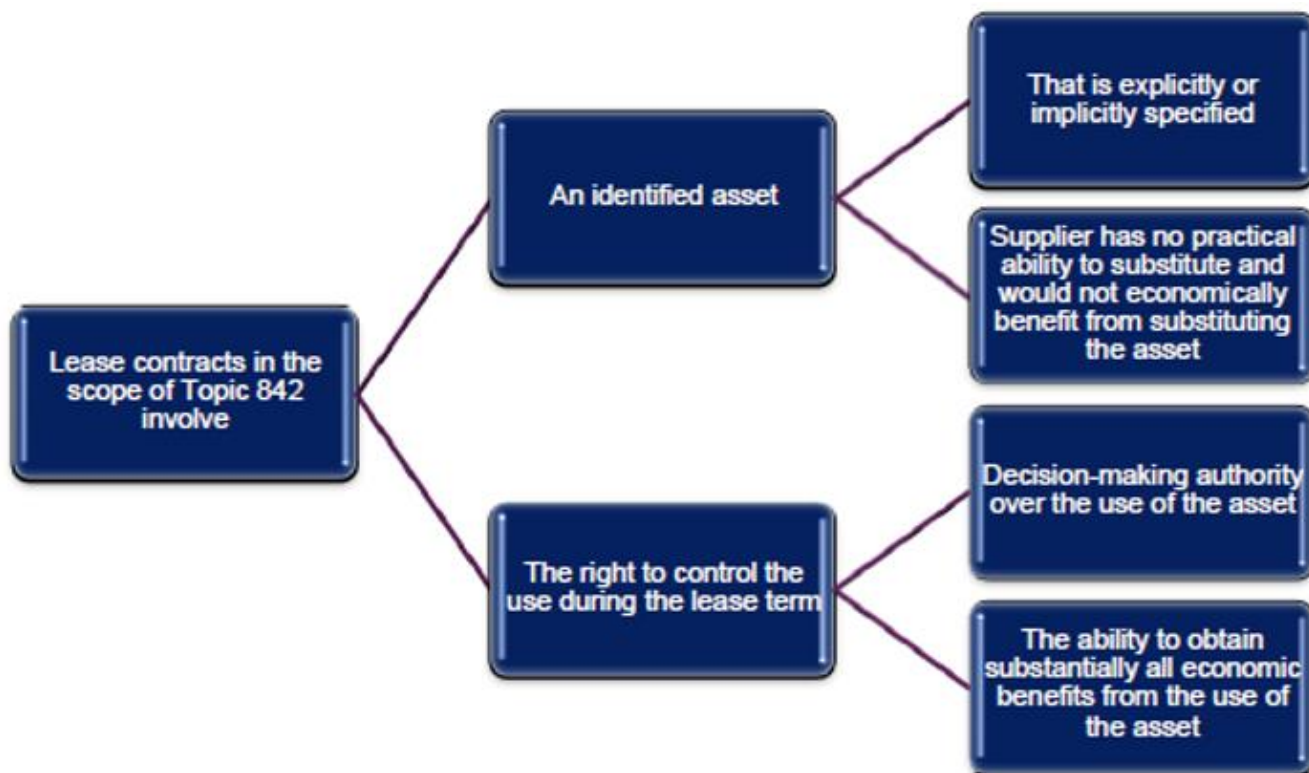 Lease contracts in the
scope of Topic 842
involve
An identified asset
That is explicitly or
implicitly specified
Supplier has no practical
ability to substitute and
would not economically
benefit from substituting
the asset
The right to control the
use during the lease term
Decision-making authority
over the use of the asset
The ability to obtain
substantially all economic
benefits from the use of
the asset